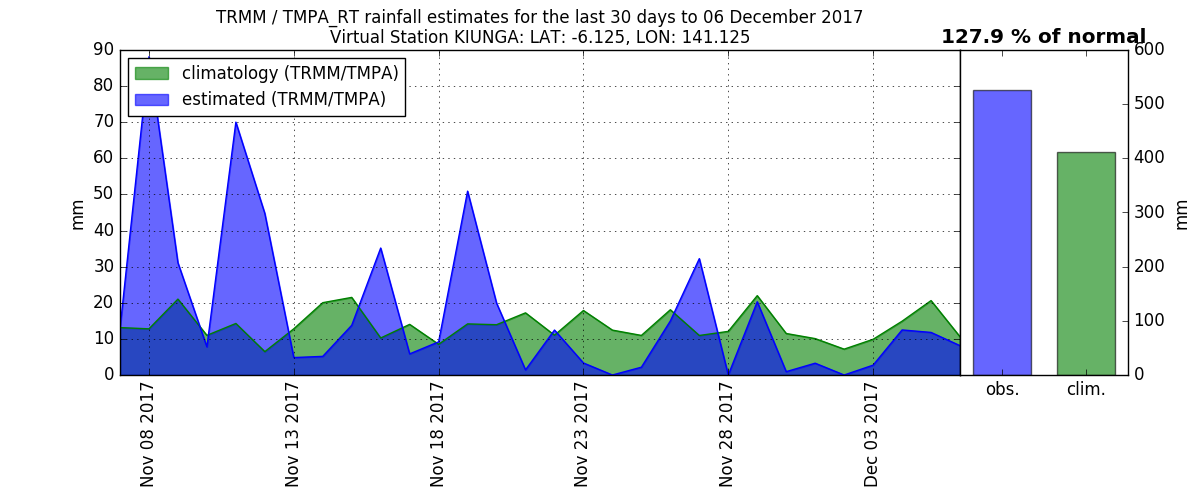 TRMM / TMPA_RT rainfall estimates for the last 30 days to 06 December 2017
Virtual Station KIUNGA: LAT: -6.125, LON: 141.125
127.9 % of normal
climatology (TRMM/TMPA)
estimated (TRMM/TMPA)
90
80
70
60
50
40
30
20
10
0
mm
Nov 08 2017
Nov 13 2017
Nov 18 2017
Nov 23 2017
Nov 28 2017
Dec 03 2017
600
500
400
300
200
100
0
mm
obs.
clim.